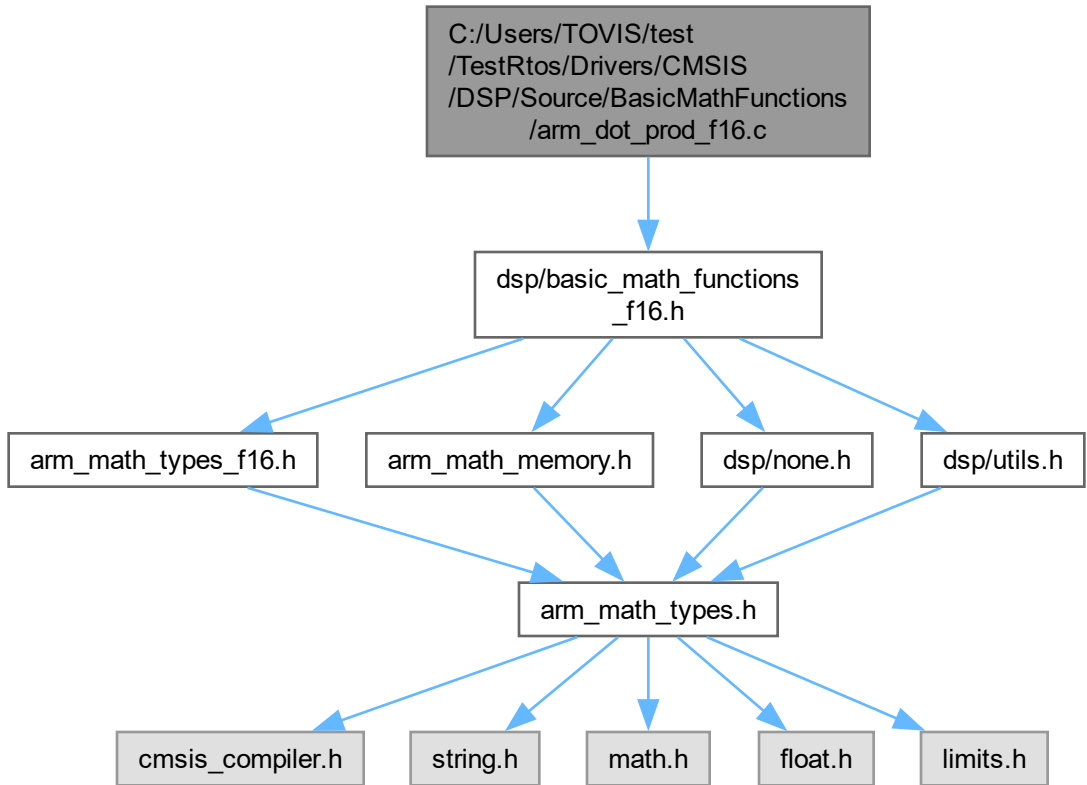 C:/Users/TOVIS/test
/TestRtos/Drivers/CMSIS
/DSP/Source/BasicMathFunctions
/arm_dot_prod_f16.c
dsp/basic_math_functions
_f16.h
arm_math_types_f16.h
arm_math_memory.h
dsp/none.h
dsp/utils.h
arm_math_types.h
cmsis_compiler.h
string.h
math.h
float.h
limits.h